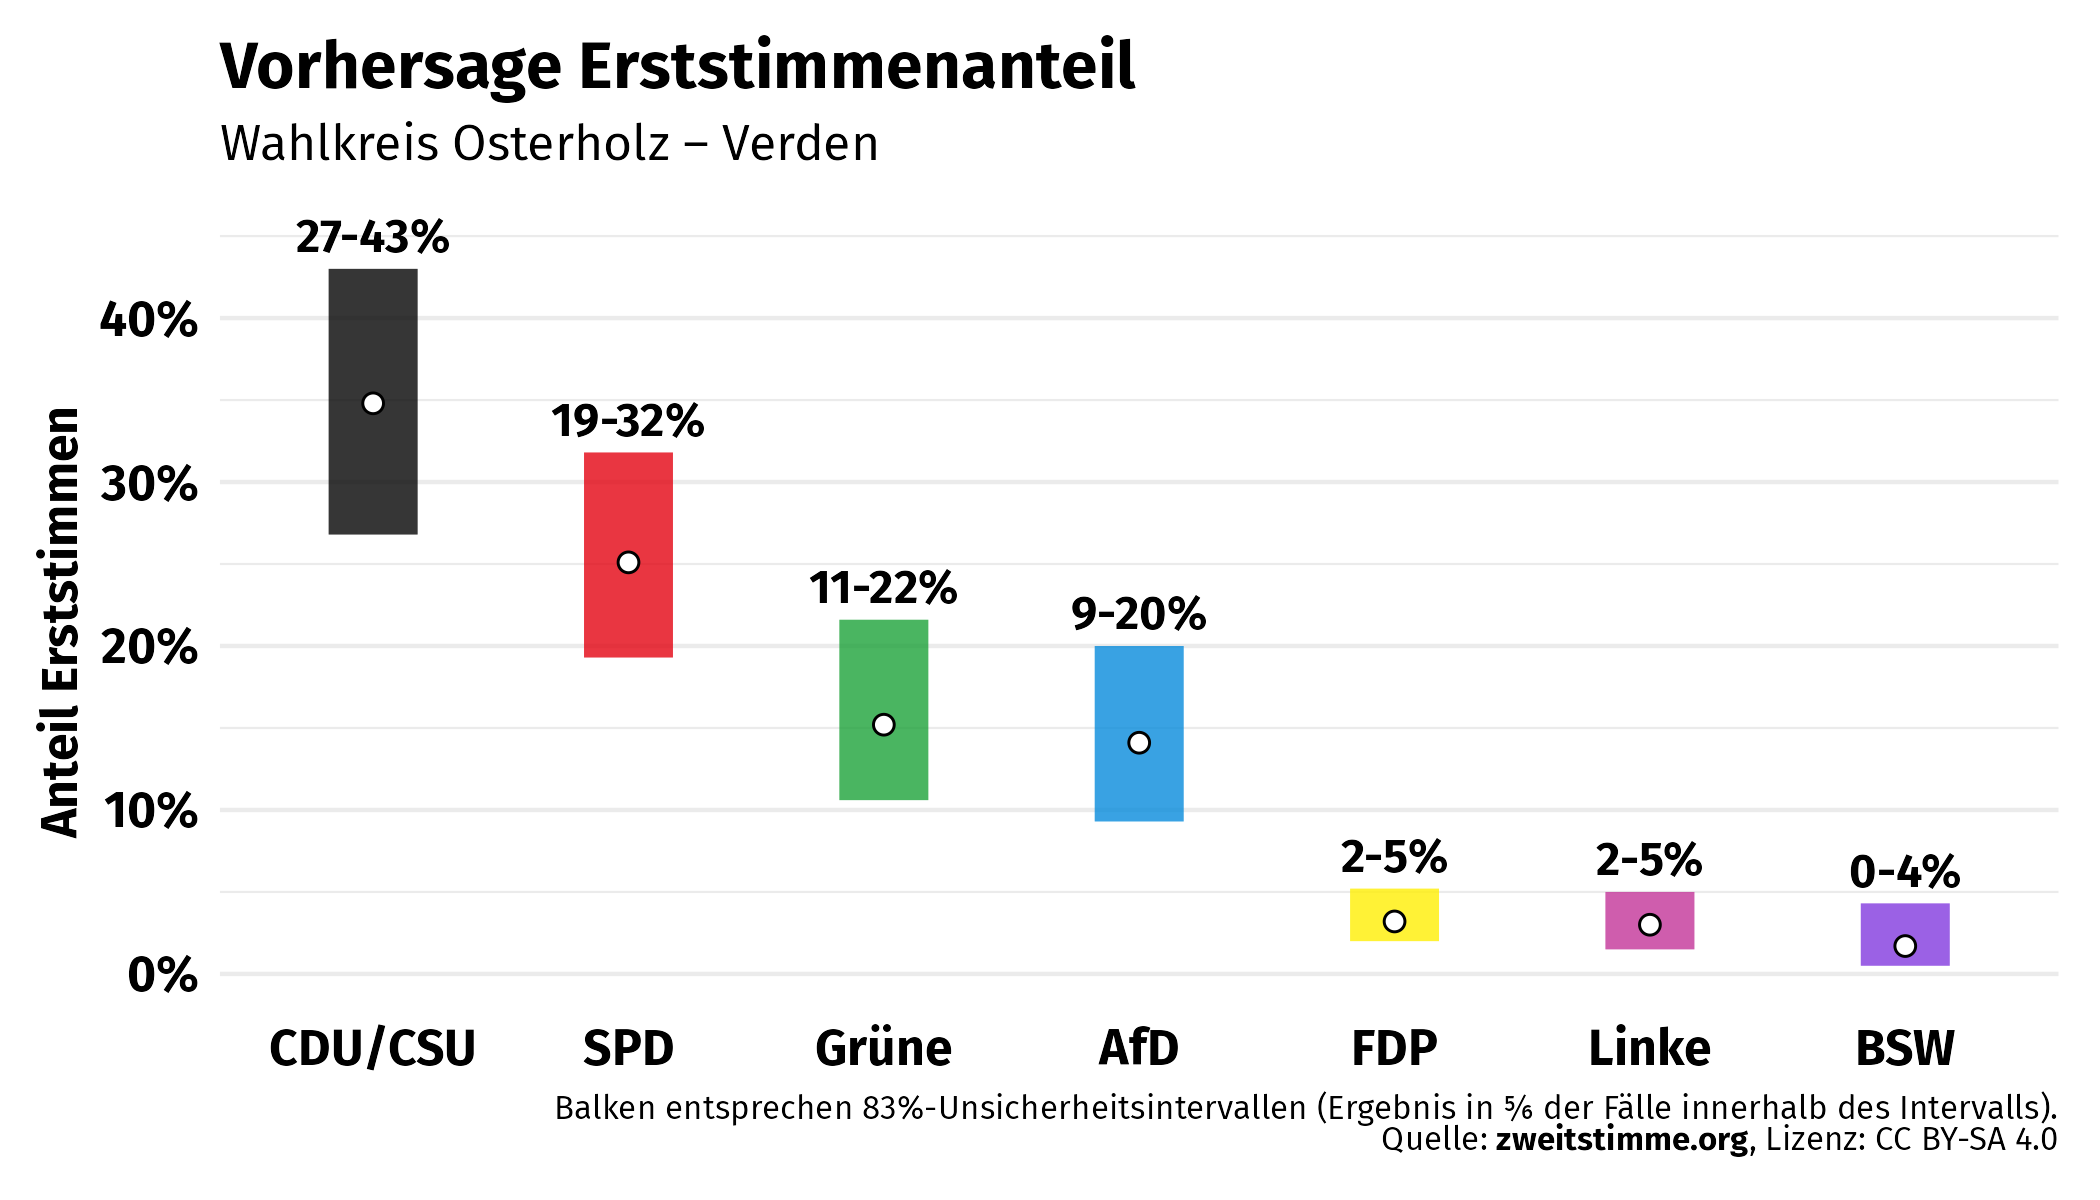 Vorhersage Erststimmenanteil
Wahlkreis Osterholz – Verden
Anteil Erststimmen
40%
30%
20%
10%
0%
27-43%
19-32%
11-22%
9-20%
2-5%
2-5%
0-4%
CDU/CSU
SPD
Grüne
AfD
FDP
Linke
BSW
Balken entsprechen 83%-Unsicherheitsintervallen (Ergebnis in ⅚ der Fälle innerhalb des Intervalls).
Quelle: zweitstimme.org, Lizenz: CC BY-SA 4.0